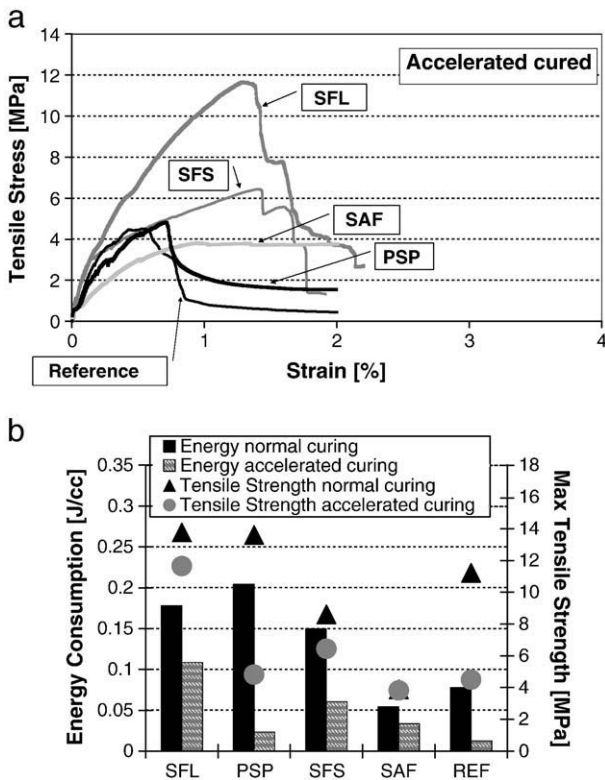 a
Accelerated cured
Tensile Stress [MPa]
14
12
10
8
6
4
2
0
SFL
SFS
SAF
PSP
Reference
0
1
2
3
4
Strain [%]
b
Energy normal curing
Energy accelerated curing
Tensile Strength normal curing
Tensile Strength accelerated curing
Energy Consumption [J/cc]
0.35
0.3
0.25
0.2
0.15
0.1
0.05
0
18
16
14
12
10
8
6
4
2
0
Max Tensile Strength [MPa]
SFL
PSP
SFS
SAF
REF